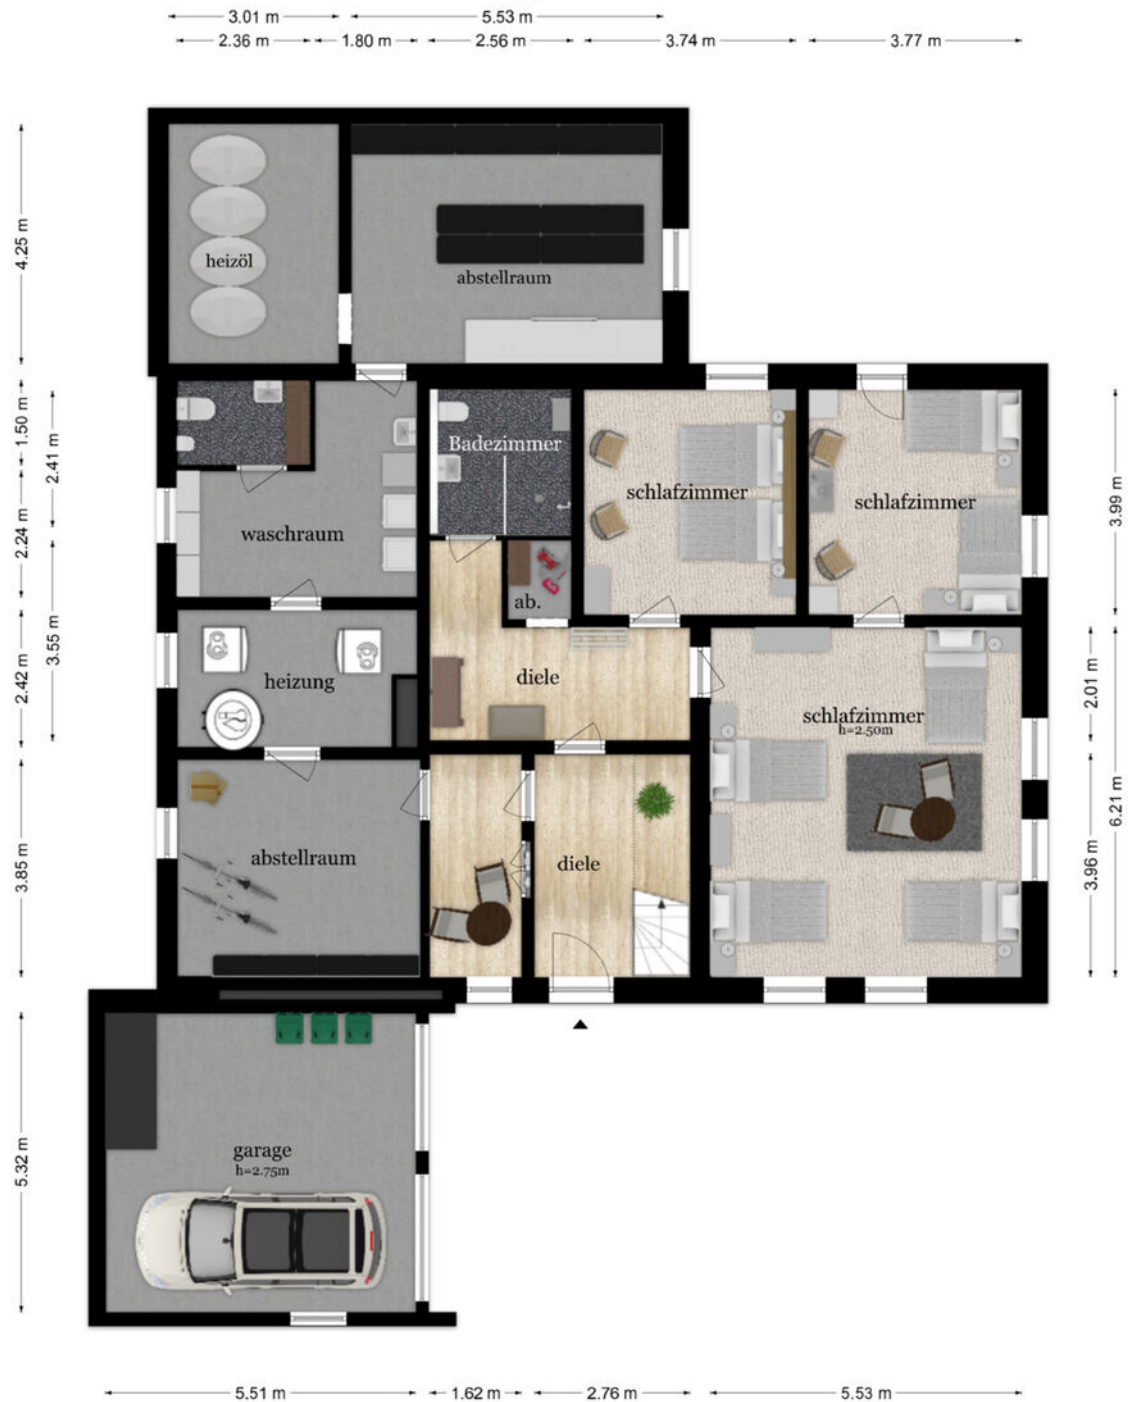 3.01 m
5.53 m
2.36 m
1.80 m
2.56 m
3.74 m
3.77 m
4.25 m
heizöl
abstellraum
1.50 m
2.41 m
Badezimmer
schlafzimmer
schlafzimmer
3.99 m
2.24 m
waschraum
ab.
3.55 m
2.42 m
heizung
diele
schlafzimmer
h=2.50m
2.01 m
6.21 m
3.85 m
abstellraum
diele
3.96 m
5.32 m
garage
h=2.75m
5.51 m
1.62 m
2.76 m
5.53 m